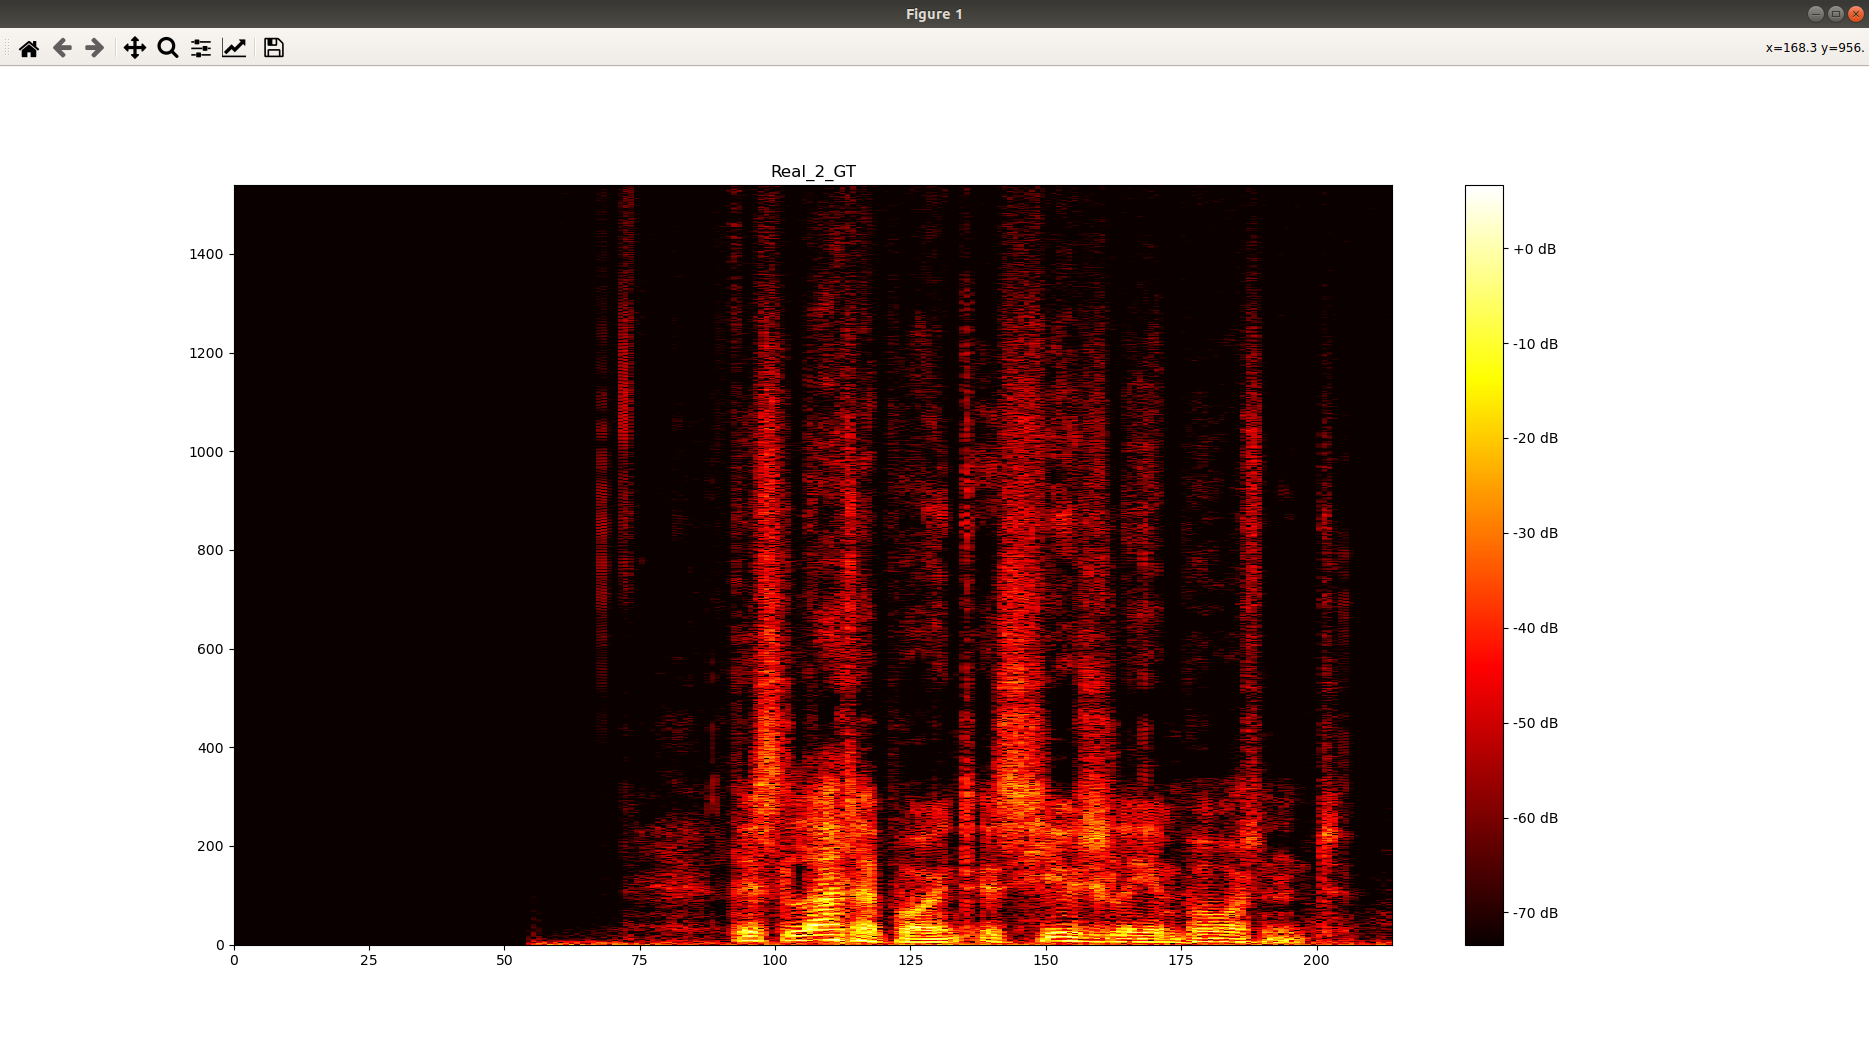 Figure 1
x=168.3 y=956.
Real_2_GT
1400
1200
1000
800
600
400
200
0
0 25 50 75 100 125 150 175 200
+0 dB
-10 dB
-20 dB
-30 dB
-40 dB
-50 dB
-60 dB
-70 dB